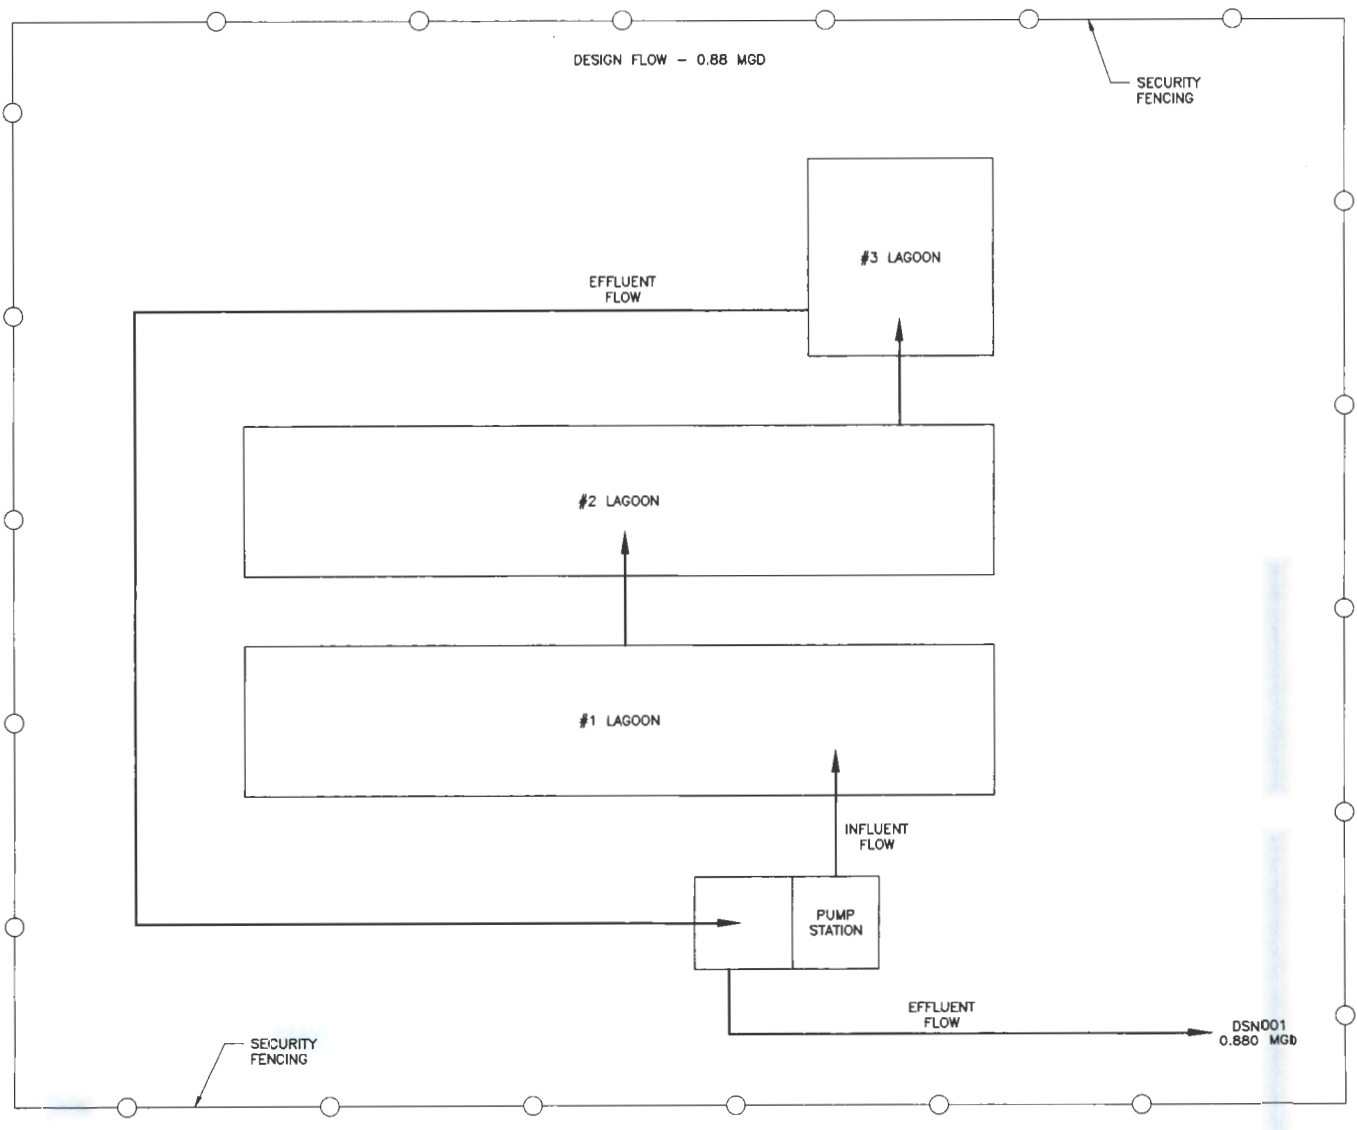 DESIGN FLOW - 0.88 MGD
SECURITY
FENCING
#3 LAGOON
EFFLUENT
FLOW
#2 LAGOON
#1 LAGOON
INFLUENT
FLOW
PUMP
STATION
EFFLUENT
FLOW
DSN001
0.880 MGD
SECURITY
FENCING